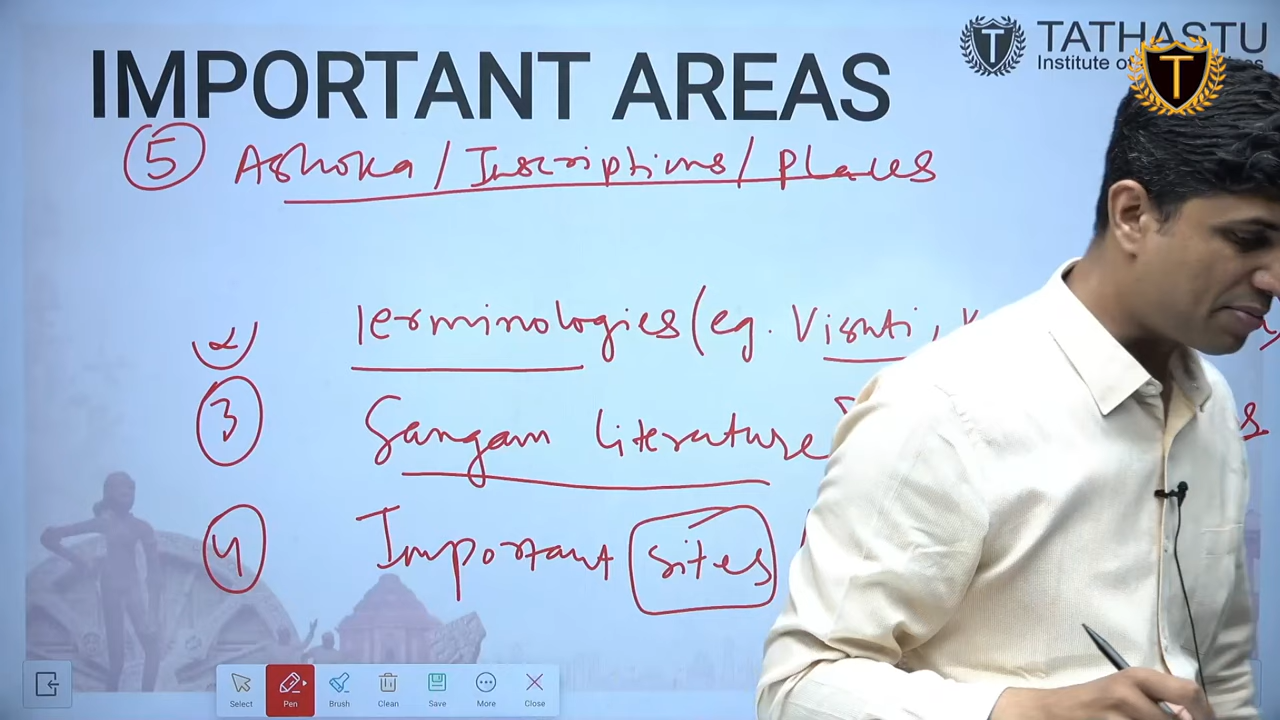 TATHASTU
Institute of
IMPORTANT AREAS
5 Ashoka / Inscriptions / Places
2 Terminologies (eg. Vishti,
3 Sangam literature
4 Important sites
Select Pen Brush Clean Save More Close
T
T